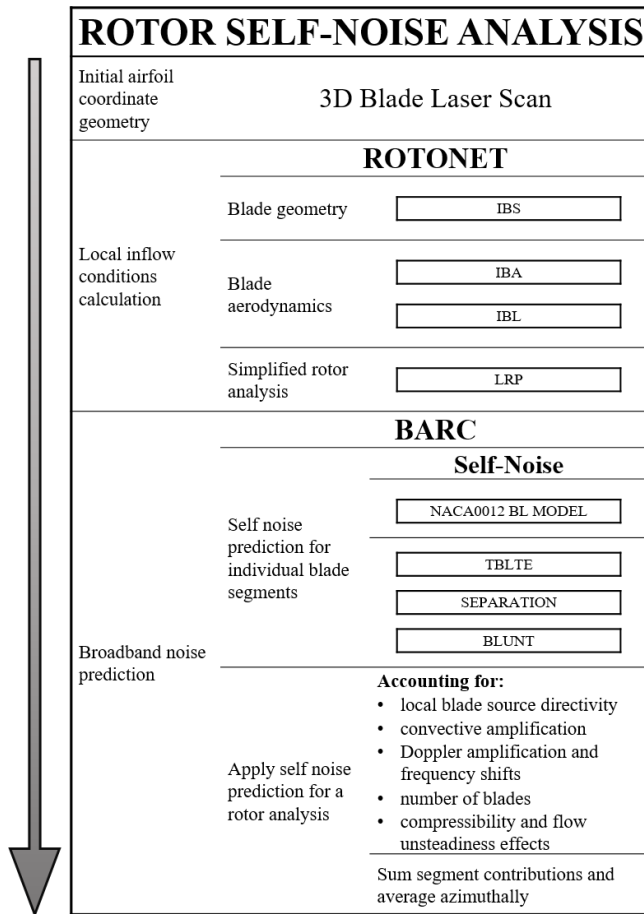 ROTOR SELF-NOISE ANALYSIS
Initial airfoil
coordinate
geometry
3D Blade Laser Scan
Local inflow
conditions
calculation
ROTONET
Blade geometry
IBS
Blade
aerodynamics
IBA
IBL
Simplified rotor
analysis
LRP
Broadband noise
prediction
BARC
Self-Noise
Self noise
prediction for
individual blade
segments
NACA0012 BL MODEL
TBLTE
SEPARATION
BLUNT
Apply self noise
prediction for a
rotor analysis
Accounting for:
• local blade source directivity
• convective amplification
• Doppler amplification and
frequency shifts
• number of blades
• compressibility and flow
unsteadiness effects
Sum segment contributions and
average azimuthally